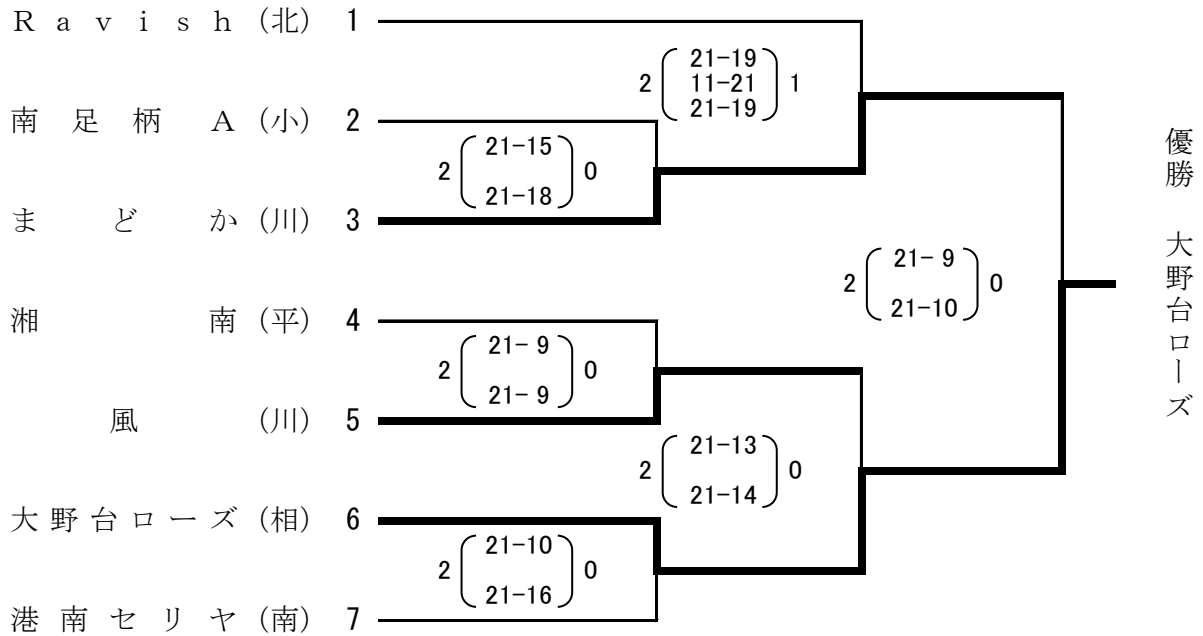 Ravish(北) 1
2 21-19 11-21 21-19 1
南足柄A(小) 2
2 21-15 21-18 0
まどか(川) 3
2 21- 9 21-10 0
湘南(平) 4
2 21- 9 21- 9 0
風(川) 5
2 21-13 21-14 0
大野台ローズ(相) 6
2 21-10 21-16 0
港南セリヤ(南) 7
優勝 大野台ローズ